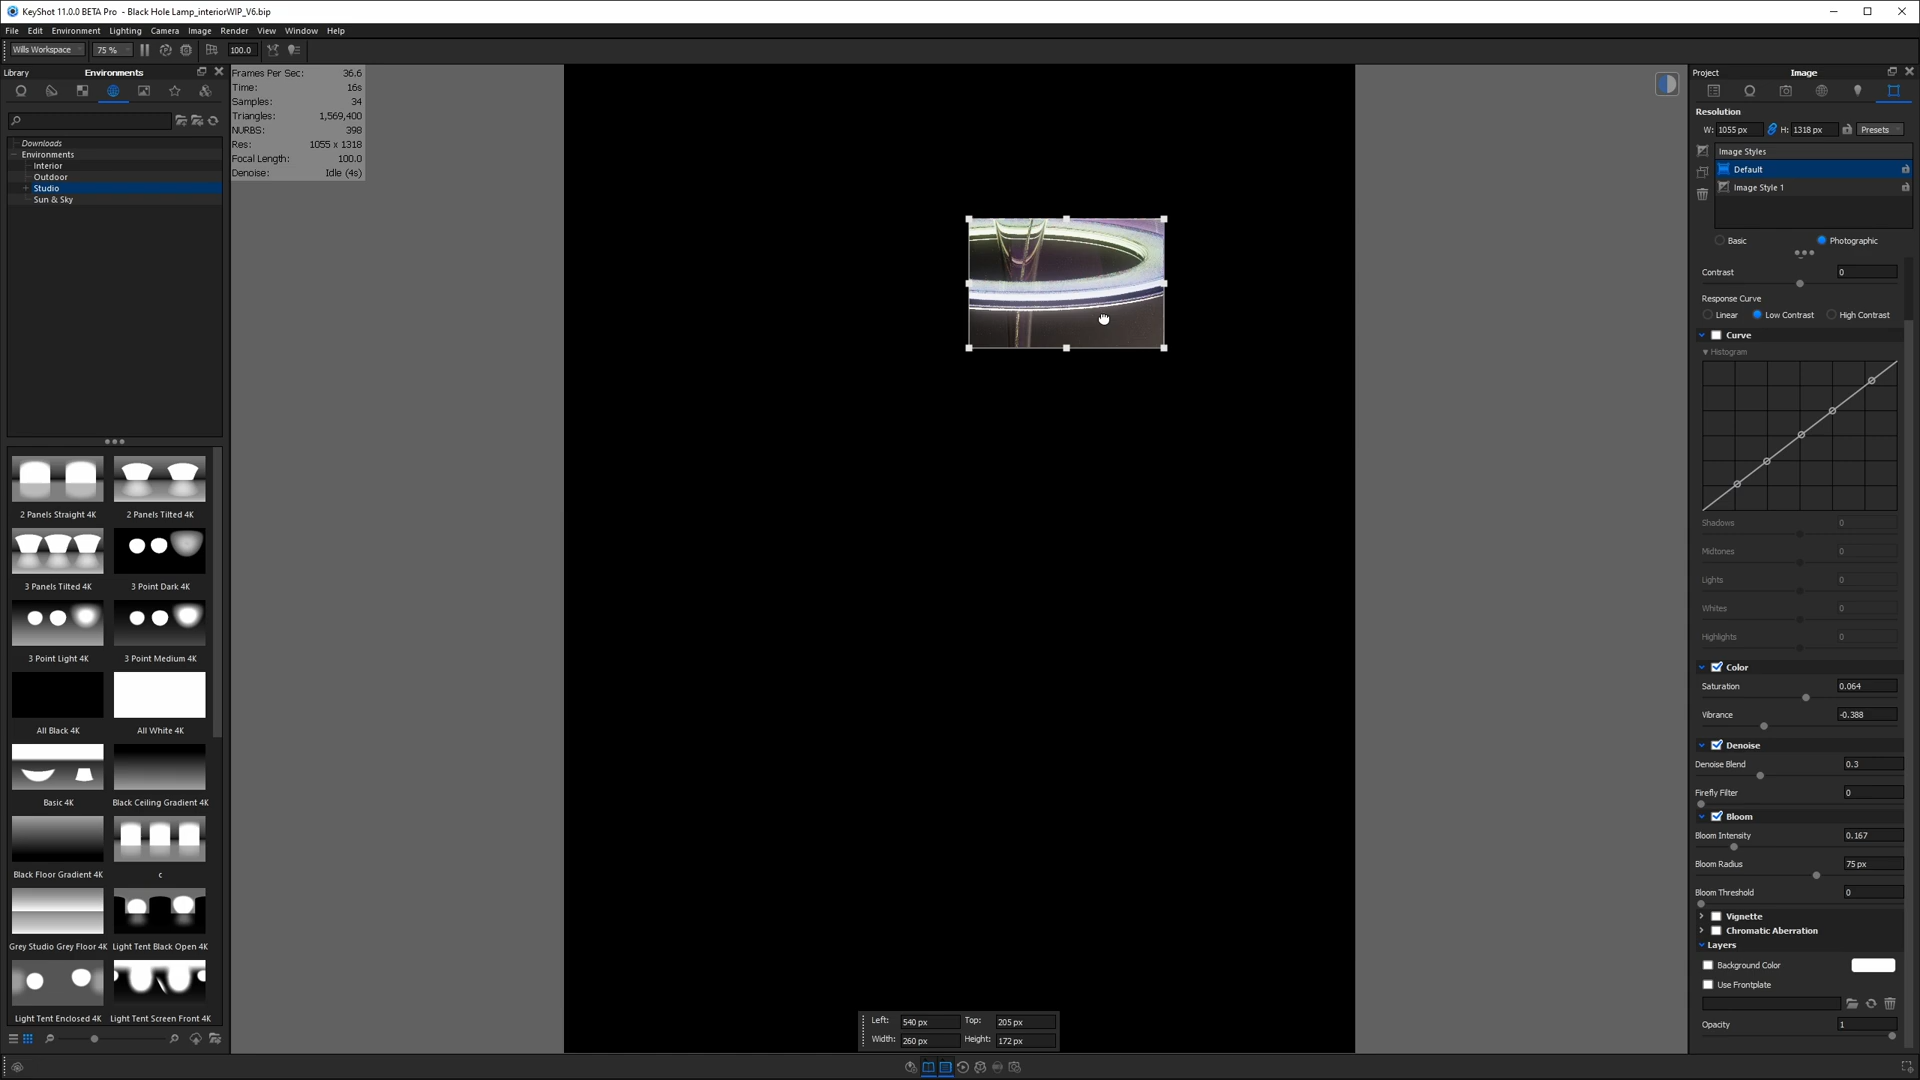 KeyShot 11.0.0 BETA Pro - Black Hole Lamp_interiorWIP_V6.bip
File Edit Environment Lighting Camera Image Render View Window Help
Wills Workspace 75 % 100.0
Library Environments
Downloads
Environments
Interior
Outdoor
Studio
Sun & Sky
2 Panels Straight 4K 2 Panels Tilted 4K
3 Panels Tilted 4K 3 Point Dark 4K
3 Point Light 4K 3 Point Medium 4K
All Black 4K All White 4K
Basic 4K Black Ceiling Gradient 4K
Black Floor Gradient 4K c
Grey Studio Grey Floor 4K Light Tent Black Open 4K
Light Tent Enclosed 4K Light Tent Screen Front 4K
Frames Per Sec: 36.6
Time: 16s
Samples: 34
Triangles: 1,569,400
NURBS: 398
Res: 1055 x 1318
Focal Length: 100.0
Denoise: Idle (4s)
Left: 540 px Top: 205 px
Width: 260 px Height: 172 px
Project Image
Resolution
W: 1055 px H: 1318 px Presets
Image Styles
Default
Image Style 1
Basic Photographic
Contrast 0
Response Curve
Linear Low Contrast High Contrast
Curve
Histogram
Shadows 0
Midtones 0
Lights 0
Whites 0
Highlights 0
Color
Saturation 0.064
Vibrance -0.388
Denoise
Denoise Blend 0.3
Firefly Filter 0
Bloom
Bloom Intensity 0.167
Bloom Radius 75 px
Bloom Threshold 0
Vignette
Chromatic Aberration
Layers
Background Color
Use Frontplate
Opacity 1